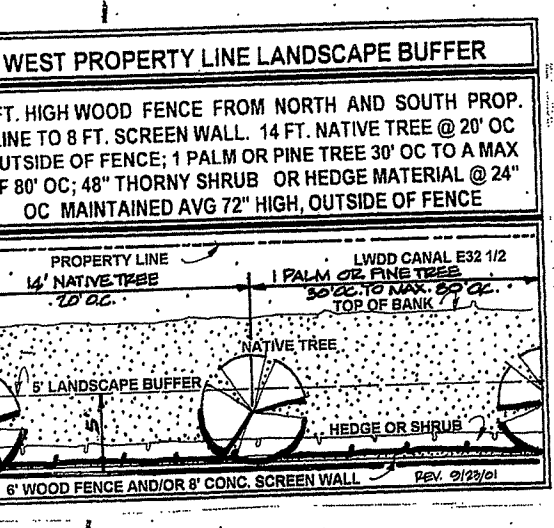 WEST PROPERTY LINE LANDSCAPE BUFFER
FT. HIGH WOOD FENCE FROM NORTH AND SOUTH PROP.
LINE TO 8 FT. SCREEN WALL. 14 FT. NATIVE TREE @ 20' OC
UTSIDE OF FENCE; 1 PALM OR PINE TREE 30' OC TO A MAX
F 80' OC; 48" THORNY SHRUB OR HEDGE MATERIAL @ 24"
OC MAINTAINED AVG 72" HIGH, OUTSIDE OF FENCE
PROPERTY LINE
LWDD CANAL E32 1/2
14' NATIVE TREE
20' O.C.
1 PALM OR PINE TREE
30' OC. TO MAX. 80' OC.
TOP OF BANK
NATIVE TREE
5' LANDSCAPE BUFFER
5'
HEDGE OR SHRUB
6' WOOD FENCE AND/OR 8' CONC. SCREEN WALL
REV. 9/23/01